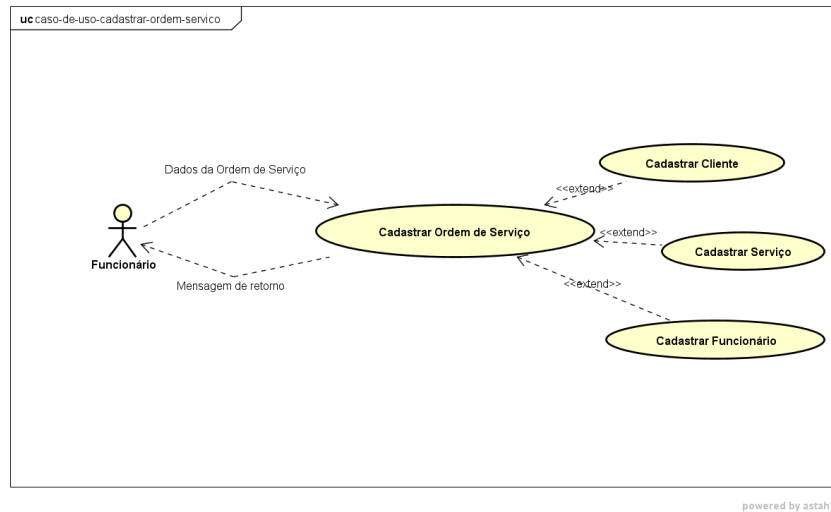 uc caso-de-uso-cadastrar-ordem-servico
Cadastrar Cliente
Dados da Ordem de Serviço
<<extend>>
Cadastrar Ordem de Serviço
<<extend>>
Cadastrar Serviço
Funcionário
Mensagem de retorno
<<extend>>
Cadastrar Funcionário
powered by astah*